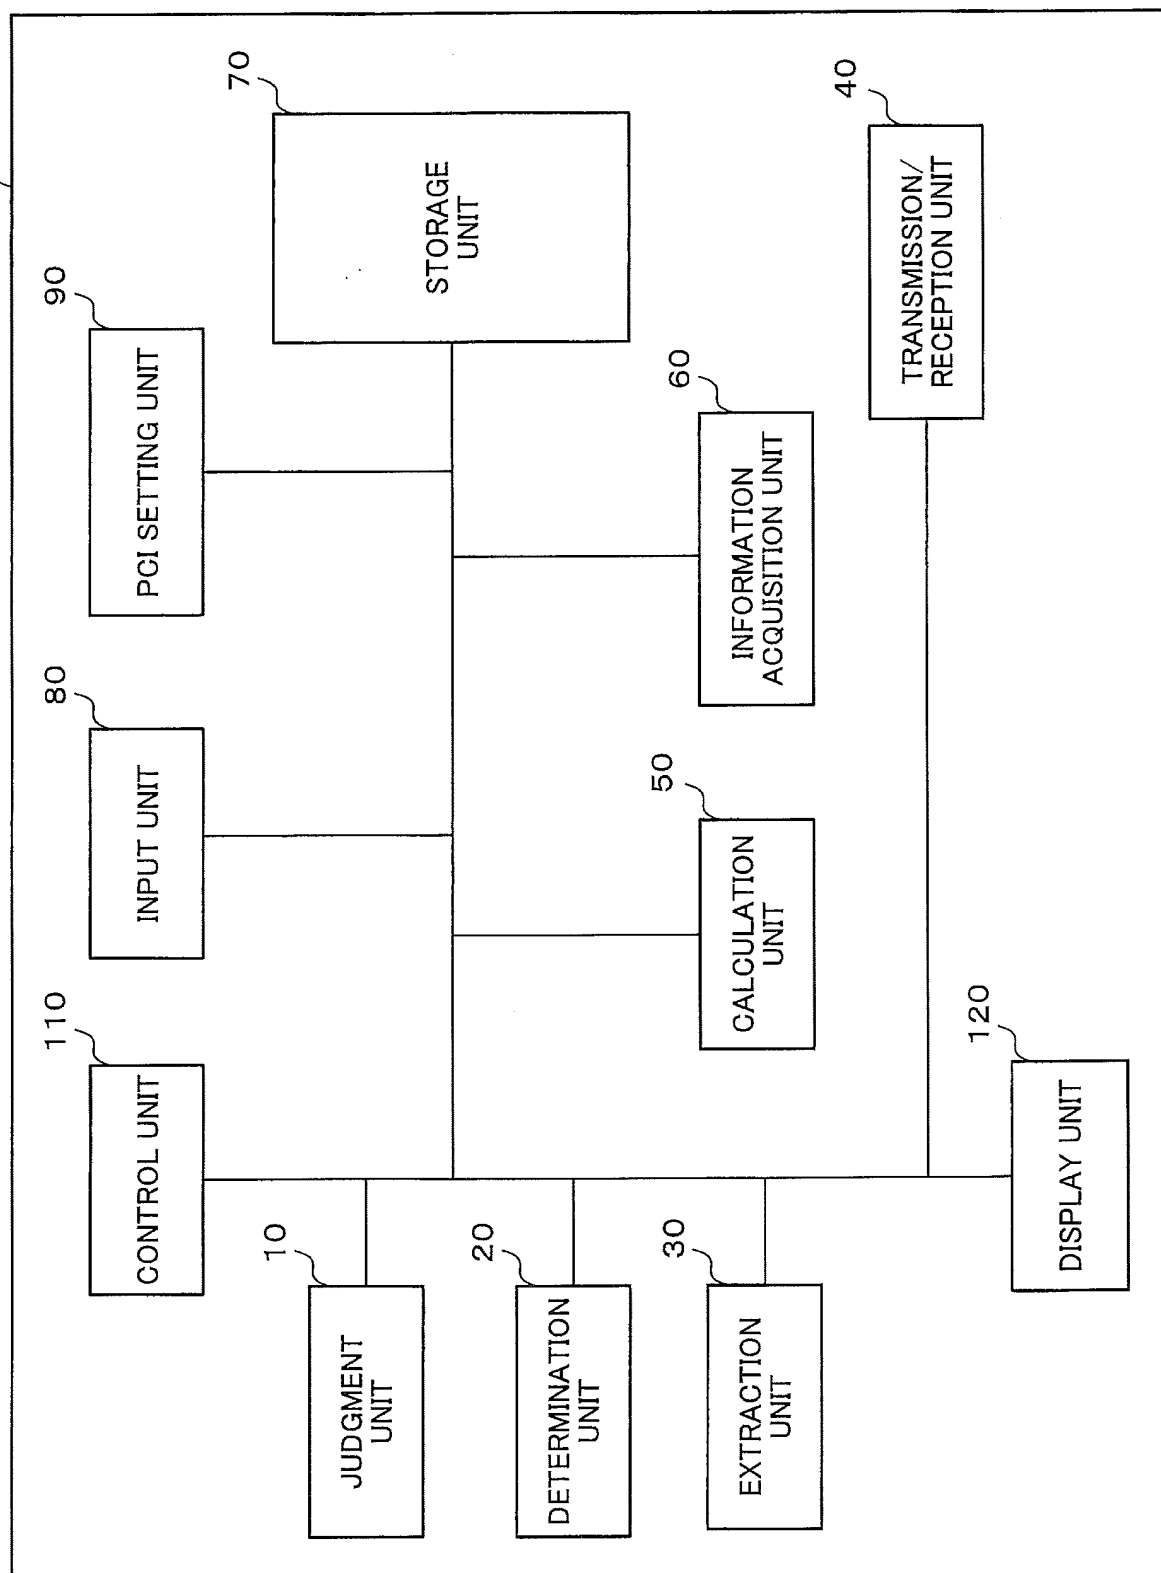 110
CONTROL UNIT
80
INPUT UNIT
90
PCI SETTING UNIT
70
STORAGE
UNIT
10
JUDGMENT
UNIT
20
DETERMINATION
UNIT
30
EXTRACTION
UNIT
50
CALCULATION
UNIT
60
INFORMATION
ACQUISITION UNIT
40
TRANSMISSION/
RECEPTION UNIT
120
DISPLAY UNIT